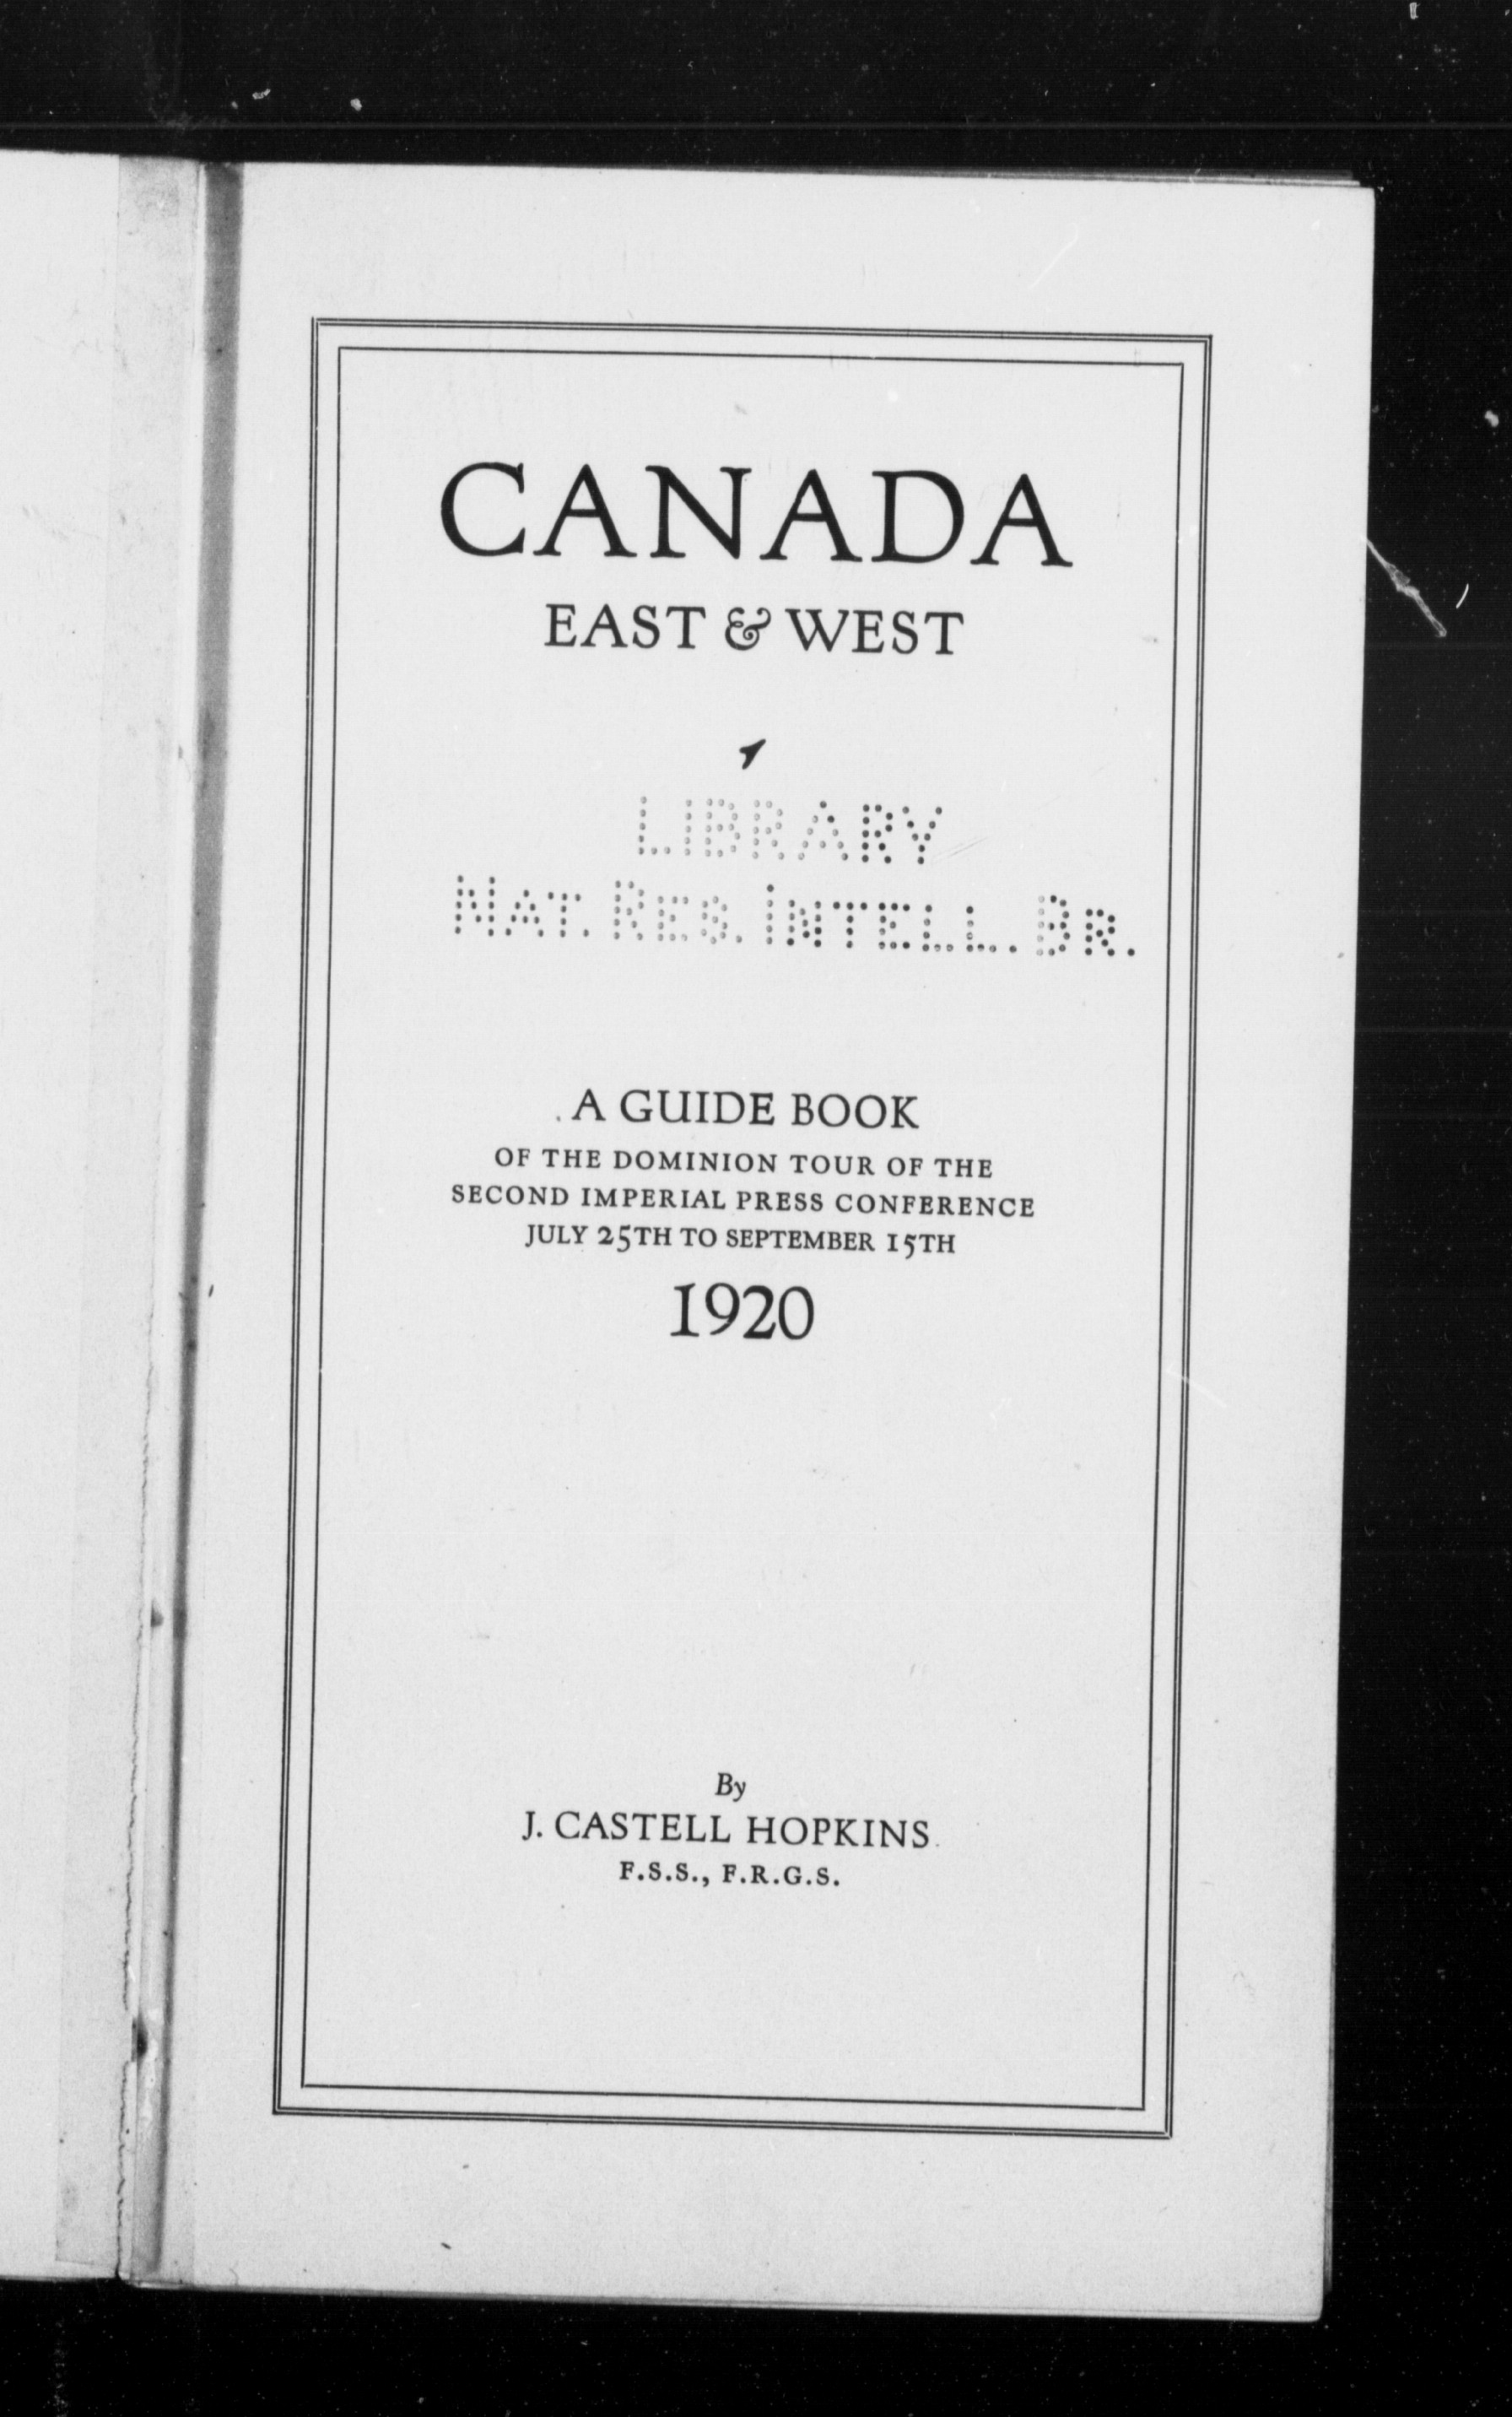 CANADA
EAST & WEST
LIBRARY
NAT. RES. INTELL. BR.
A GUIDE BOOK
OF THE DOMINION TOUR OF THE
SECOND IMPERIAL PRESS CONFERENCE
JULY 25TH TO SEPTEMBER 15TH
1920
By
J. CASTELL HOPKINS
F.S.S., F.R.G.S.